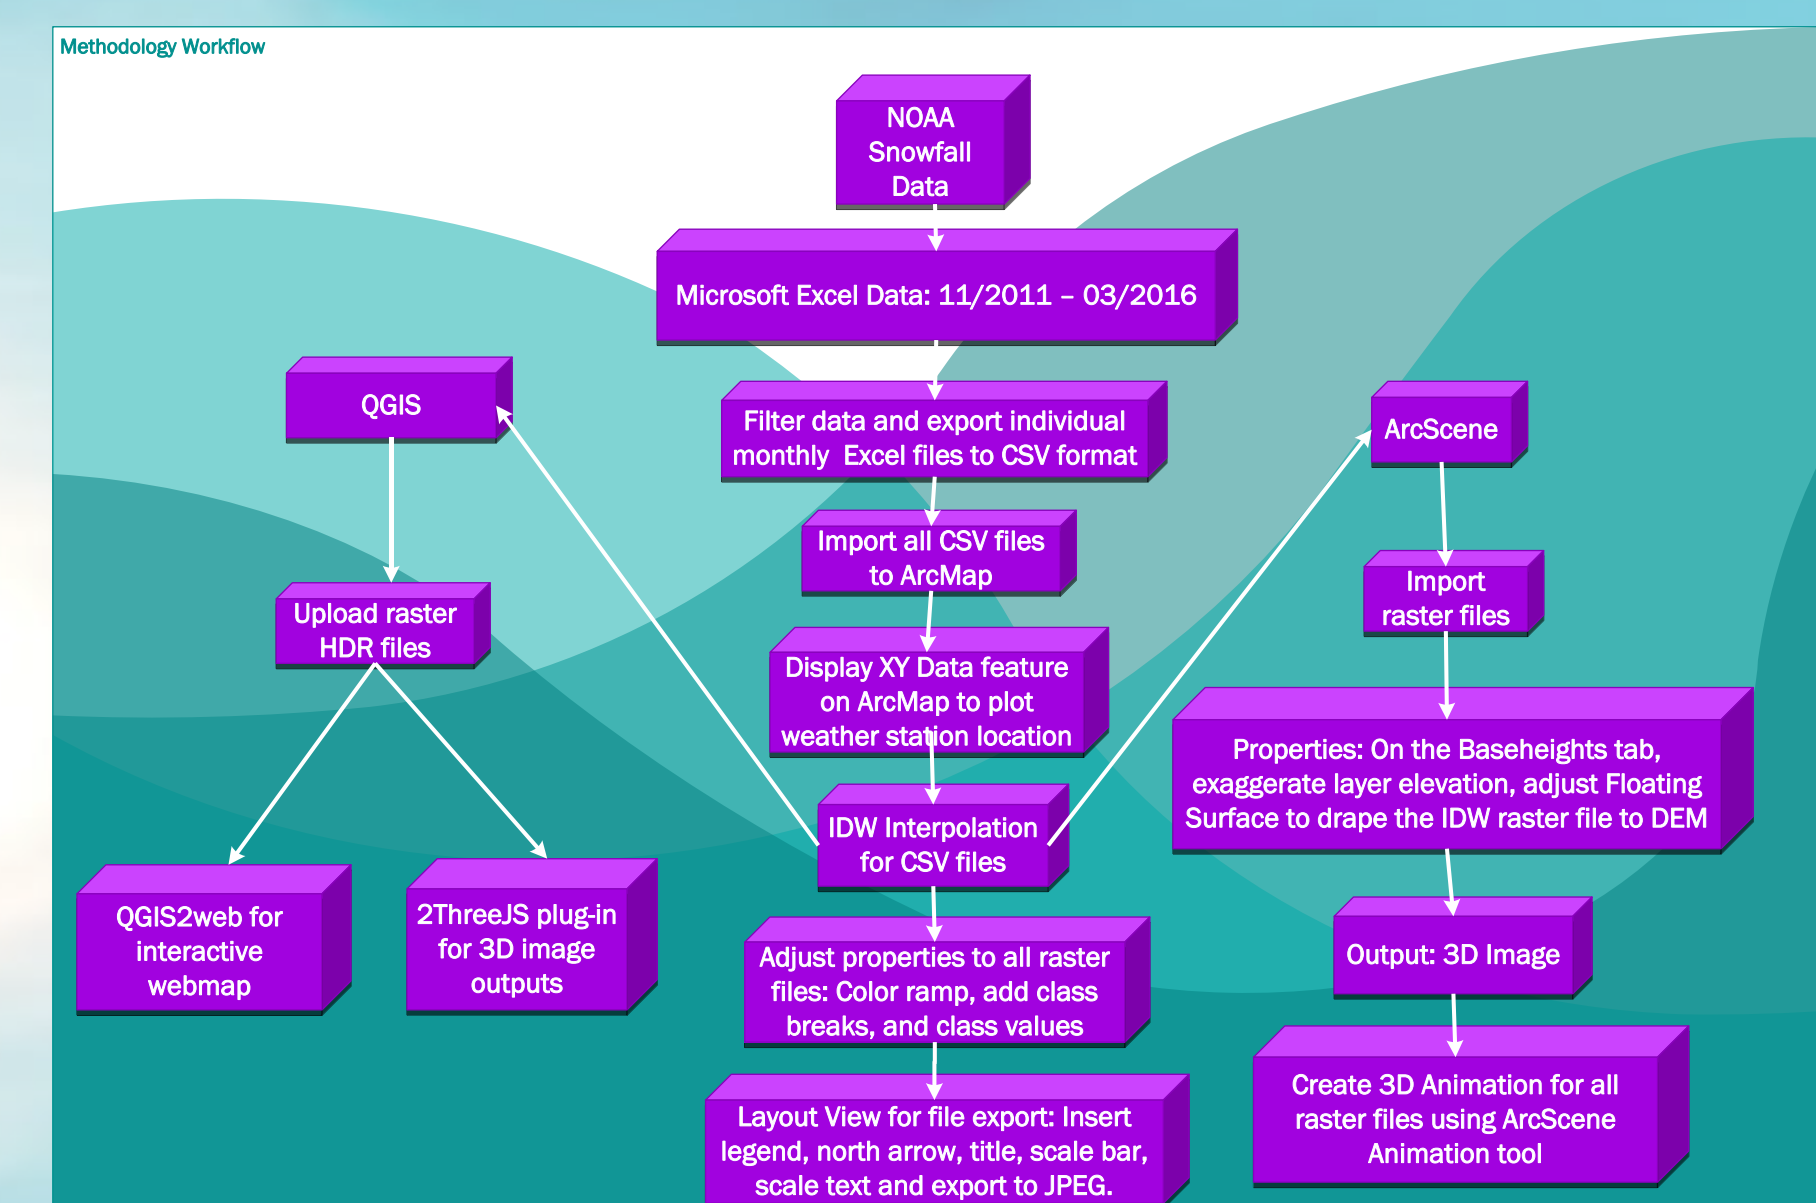 Methodology Workflow
NOAA
Snowfall
Data
Microsoft Excel Data: 11/2011 – 03/2016
Filter data and export individual
monthly Excel files to CSV format
Import all CSV files
to ArcMap
Display XY Data feature
on ArcMap to plot
weather station location
IDW Interpolation
for CSV files
Adjust properties to all raster
files: Color ramp, add class
breaks, and class values
Layout View for file export: Insert
legend, north arrow, title, scale bar,
scale text and export to JPEG.
QGIS
Upload raster
HDR files
QGIS2web for
interactive
webmap
2ThreeJS plug-in
for 3D image
outputs
ArcScene
Import
raster files
Properties: On the Baseheights tab,
exaggerate layer elevation, adjust Floating
Surface to drape the IDW raster file to DEM
Output: 3D Image
Create 3D Animation for all
raster files using ArcScene
Animation tool